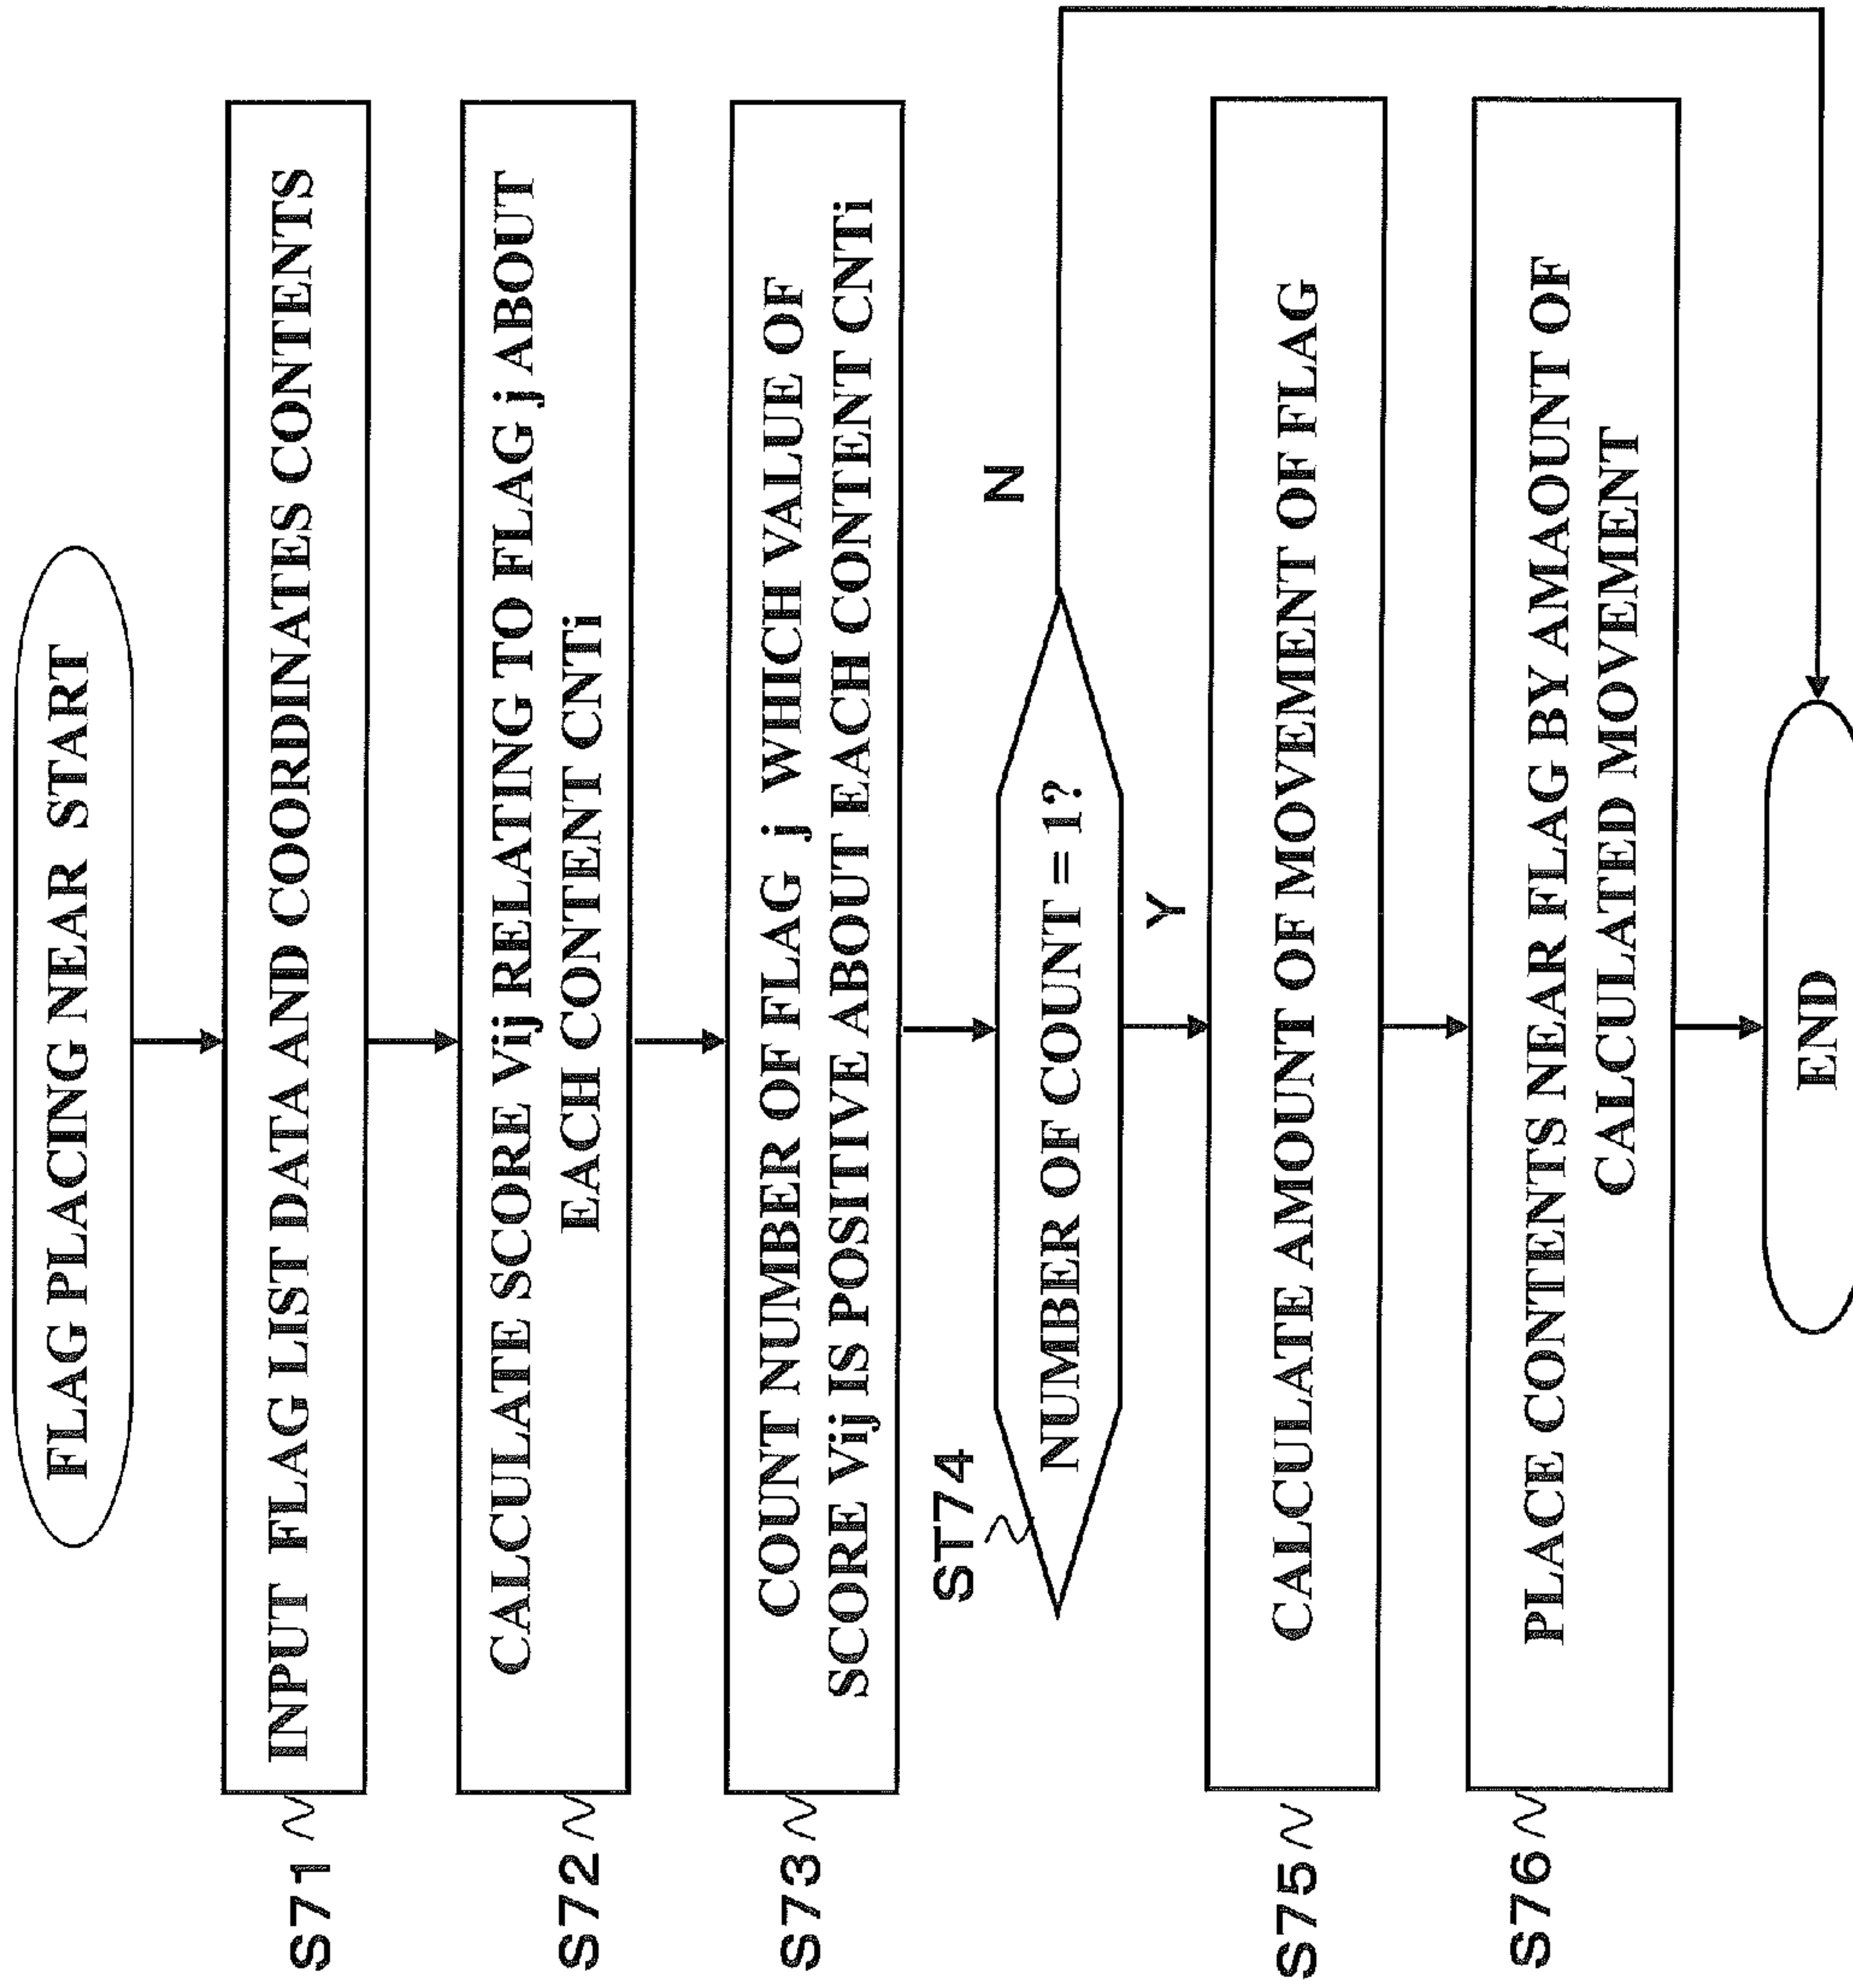 FLAG PLACING NEAR START
S71
INPUT FLAG LIST DATA AND COORDINATES CONTENTS
S72
CALCULATE SCORE Vij RELATING TO FLAG j ABOUT
EACH CONTENT CNTi
S73
COUNT NUMBER OF FLAG j WHICH VALUE OF
SCORE Vij IS POSITIVE ABOUT EACH CONTENT CNTi
ST74
NUMBER OF COUNT = 1?
N
Y
S75
CALCULATE AMOUNT OF MOVEMENT OF FLAG
S76
PLACE CONTENTS NEAR FLAG BY AMAOUNT OF
CALCULATED MOVEMENT
END